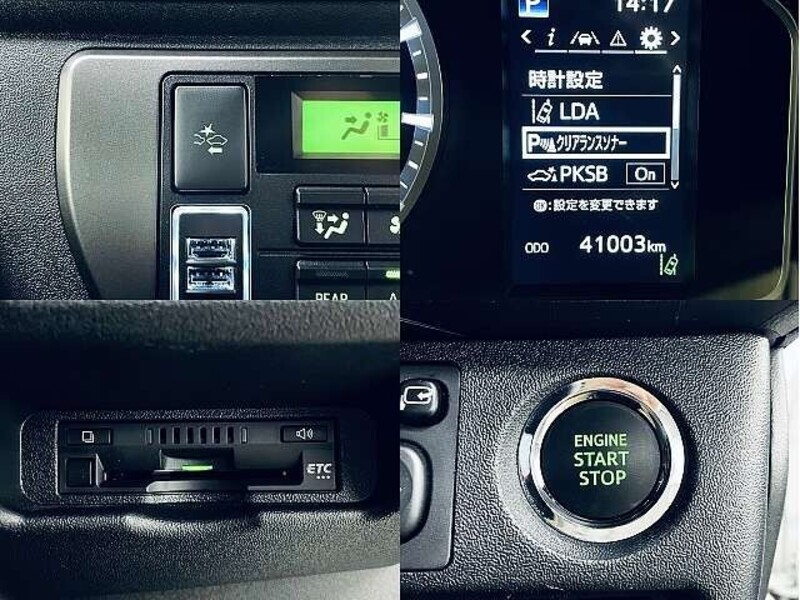 REAR
P 14:17
< i >
時計設定
LDA
P クリアランスソナー
PKSB On
OK:設定を変更できます
ODO 41003km
ETC
ENGINE
START
STOP